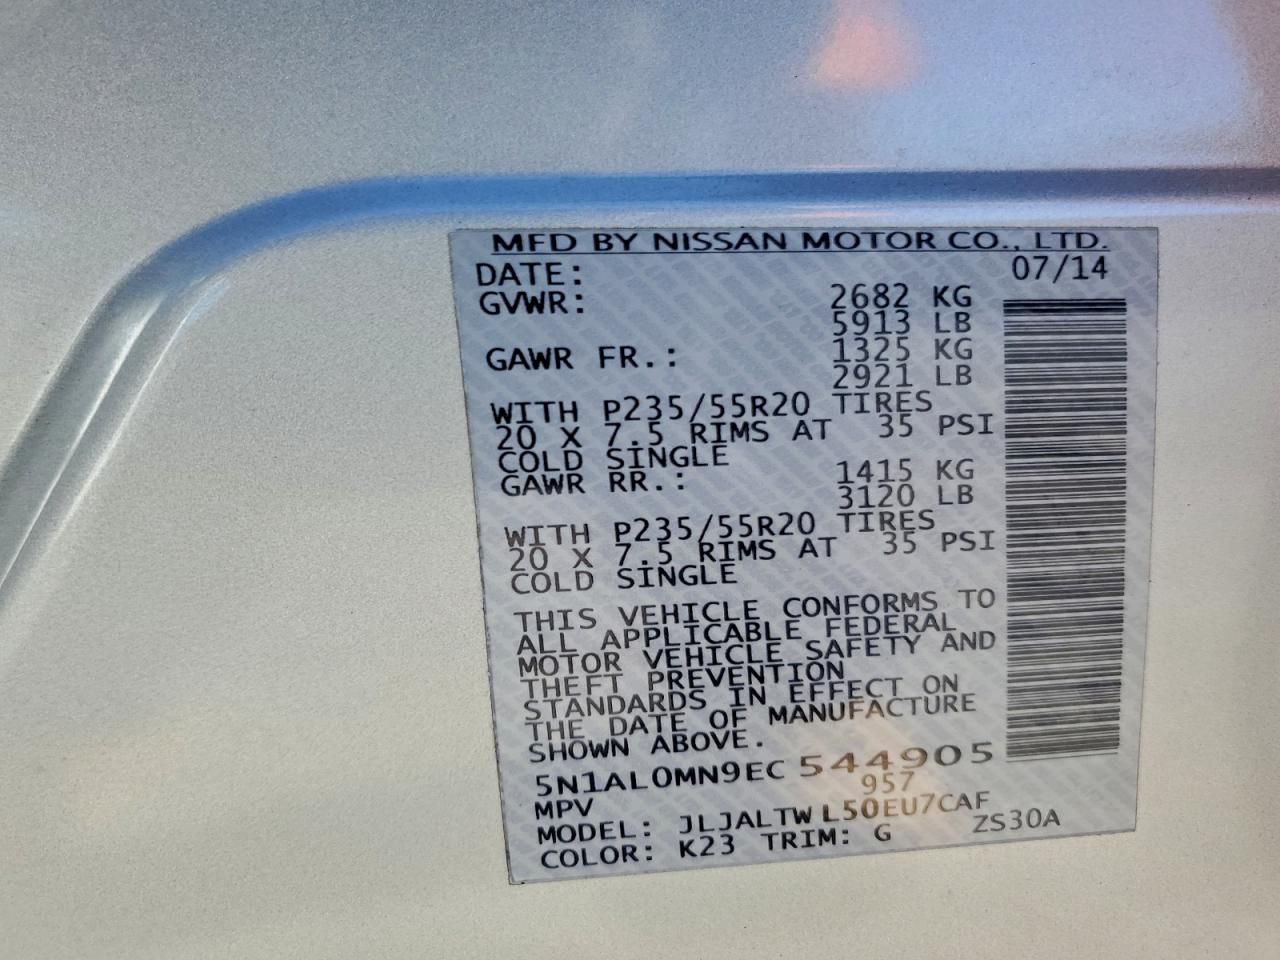 MFD BY NISSAN MOTOR CO., LTD.
DATE: 07/14
GVWR: 2682 KG
5913 LB
GAWR FR.: 1325 KG
2921 LB
WITH P235/55R20 TIRES
20 X 7.5 RIMS AT 35 PSI
COLD SINGLE
GAWR RR.: 1415 KG
3120 LB
WITH P235/55R20 TIRES
20 X 7.5 RIMS AT 35 PSI
COLD SINGLE
THIS VEHICLE CONFORMS TO
ALL APPLICABLE FEDERAL
MOTOR VEHICLE SAFETY AND
THEFT PREVENTION
STANDARDS IN EFFECT ON
THE DATE OF MANUFACTURE
SHOWN ABOVE.
5N1AL0MN9EC 544905
MPV 957
MODEL: JLJALTW L50EU7CAF
COLOR: K23 TRIM: G ZS30A